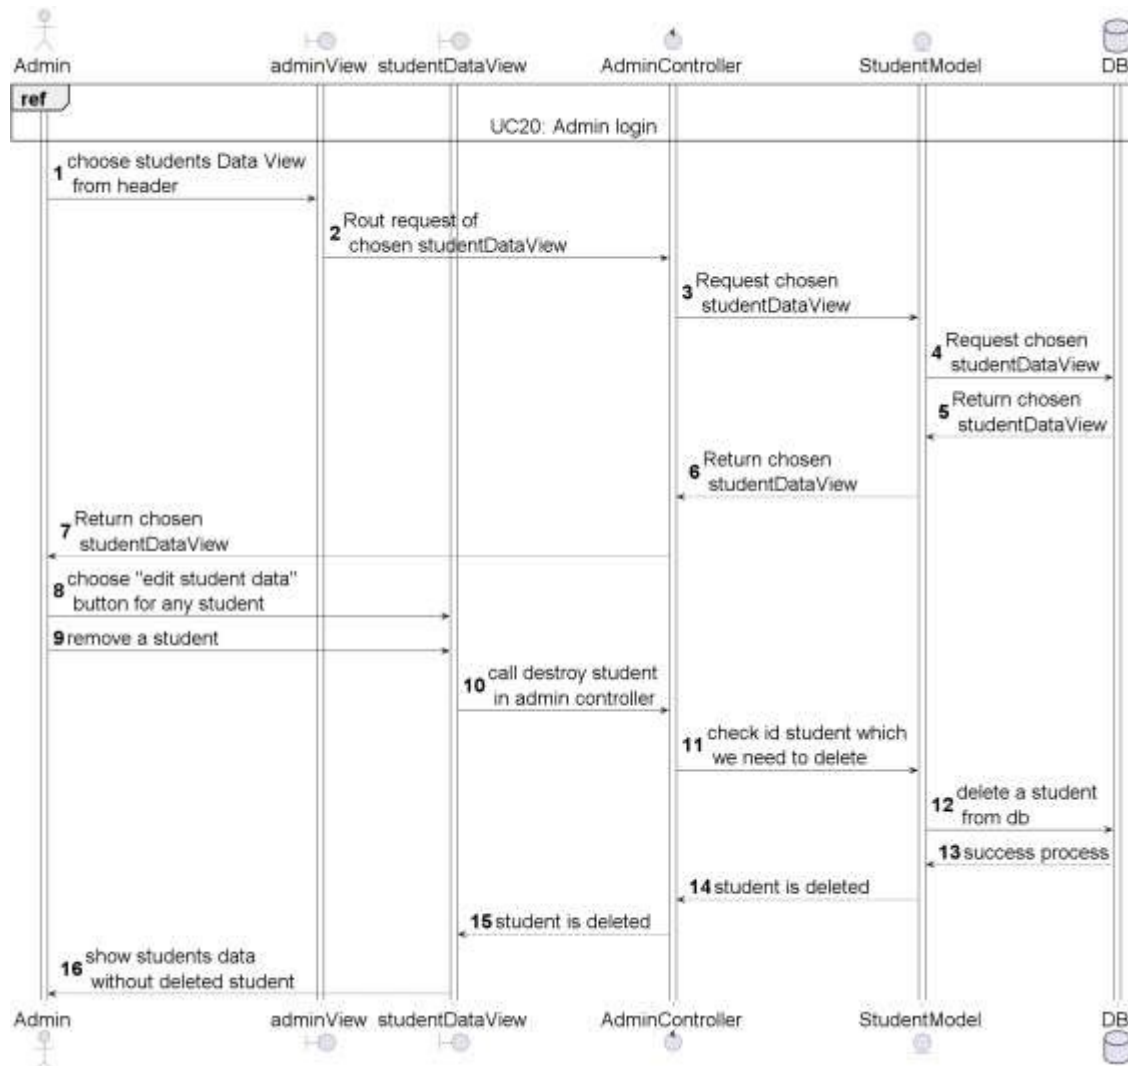 Admin
adminView
studentDataView
AdminController
StudentModel
DB
ref
UC20: Admin login
1 choose students Data View
from header
2 Rout request of
chosen studentDataView
3 Request chosen
studentDataView
4 Request chosen
studentDataView
5 Return chosen
studentDataView
6 Return chosen
studentDataView
7 Return chosen
studentDataView
8 choose "edit student data"
button for any student
9 remove a student
10 call destroy student
in admin controller
11 check id student which
we need to delete
12 delete a student
from db
13 success process
14 student is deleted
15 student is deleted
16 show students data
without deleted student
Admin
adminView
studentDataView
AdminController
StudentModel
DB